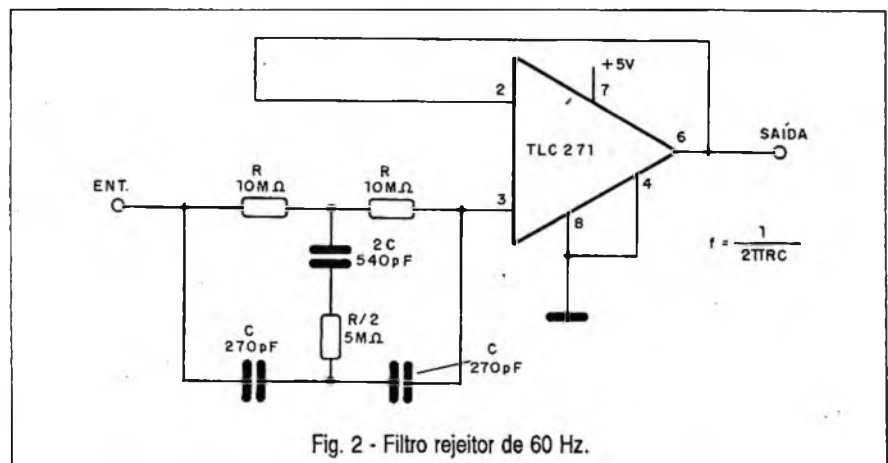 +5V
2
7
TLC 271
6
SAÍDA
4
3
8
ENT.
R
10MΩ
R
10MΩ
2C
540pF
R/2
5MΩ
C
270pF
C
270pF
f = 1
2πRC
Fig. 2 - Filtro rejeitor de 60 Hz.